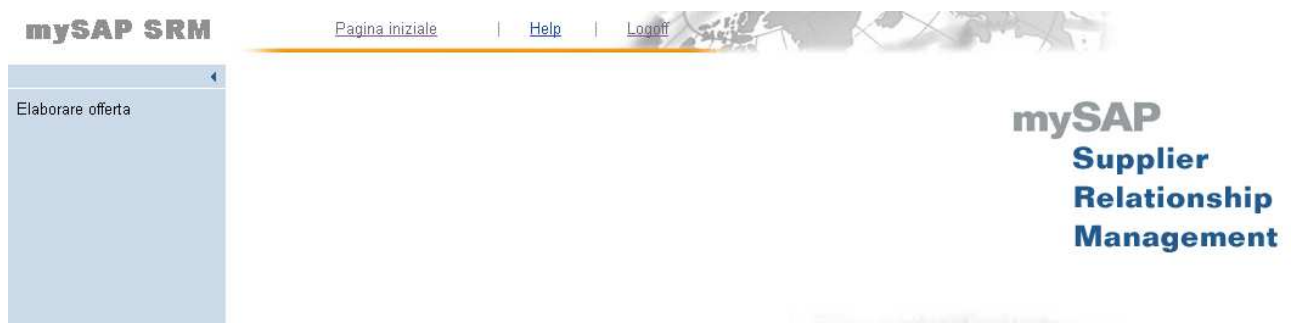 mySAP SRM
Pagina iniziale | Help | Logoff
Elaborare offerta
mySAP
Supplier
Relationship
Management